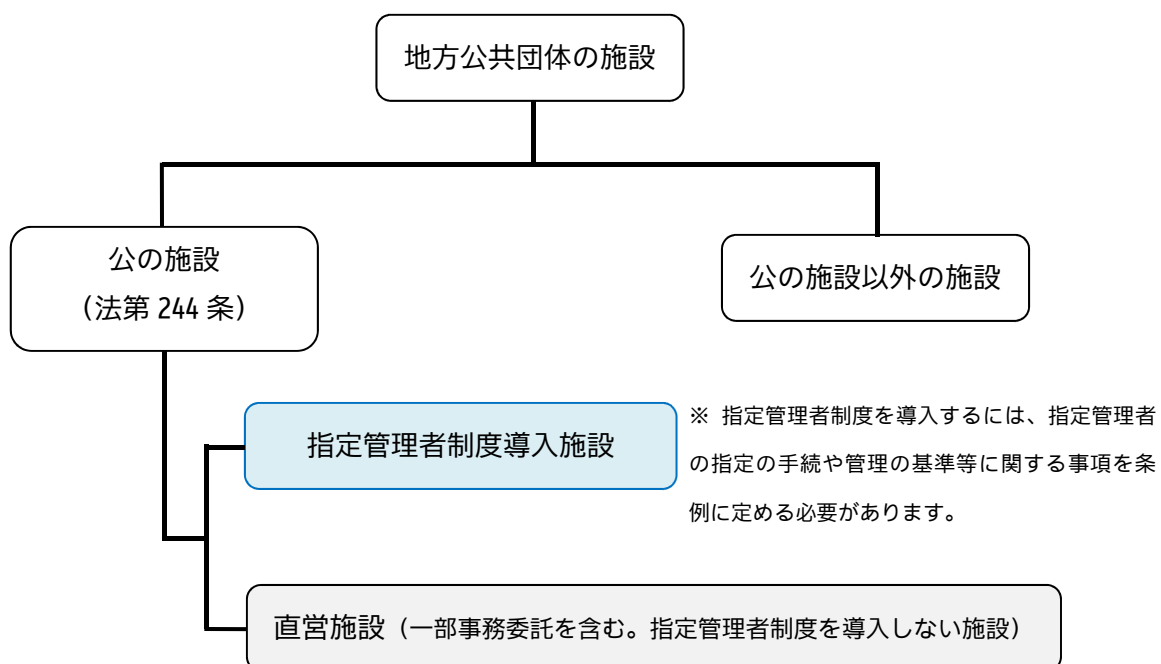 地方公共団体の施設
公の施設
（法第 244 条）
公の施設以外の施設
指定管理者制度導入施設
※ 指定管理者制度を導入するには、指定管理者
の指定の手続や管理の基準等に関する事項を条
例に定める必要があります。
直営施設（一部事務委託を含む。指定管理者制度を導入しない施設）